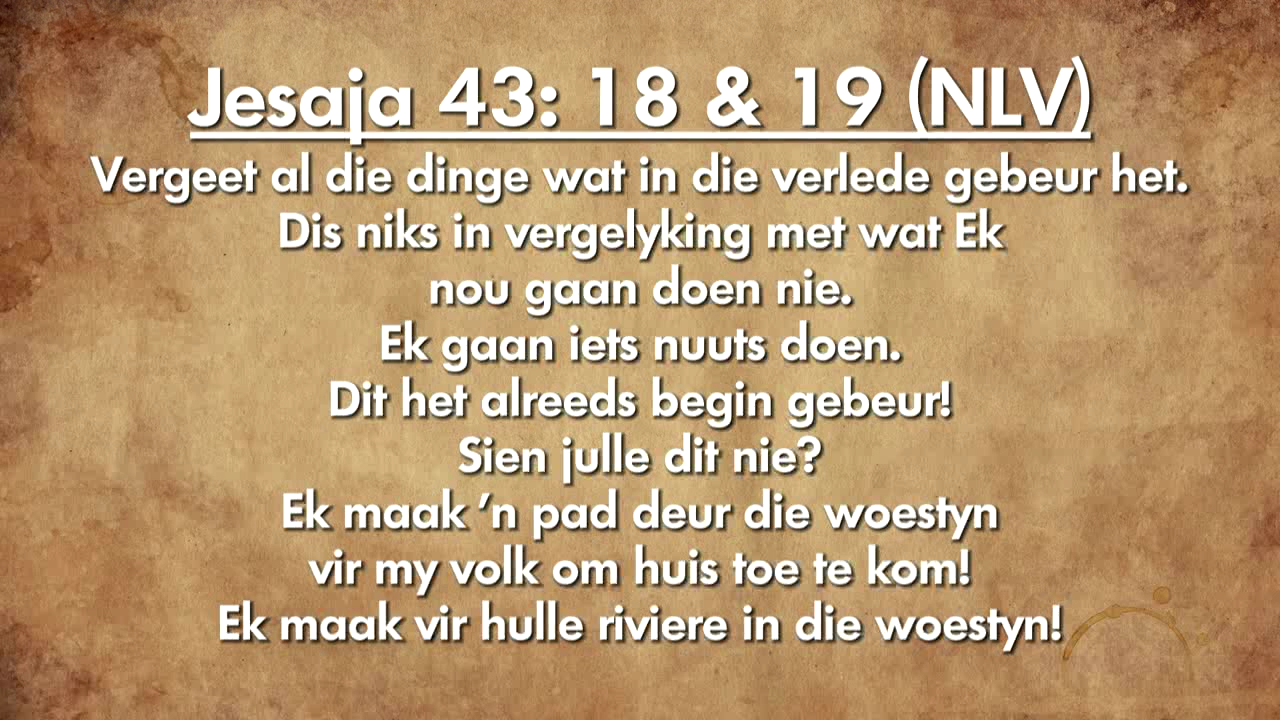 Jesaja 43: 18 & 19 (NLV)
Vergeet al die dinge wat in die verlede gebeur het.
Dis niks in vergelyking met wat Ek
nou gaan doen nie.
Ek gaan iets nuuts doen.
Dit het alreeds begin gebeur!
Sien julle dit nie?
Ek maak ’n pad deur die woestyn
vir my volk om huis toe te kom!
Ek maak vir hulle riviere in die woestyn!